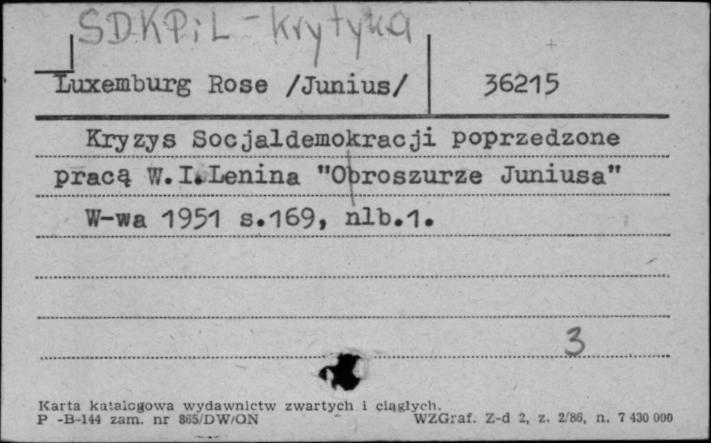 SDKPiL - krytyka
Luxemburg Rose /Junius/ 36215
Kryzys Socjaldemokracji poprzedzone
pracą W.I.Lenina "O broszurze Juniusa"
W-wa 1951 s.169, nlb.1.
3
Karta katalogowa wydawnictw zwartych i ciągłych.
P -B-144 zam. nr 865/DW/ON WZGraf. Z-d 2, z. 2/86, n. 7 430 000